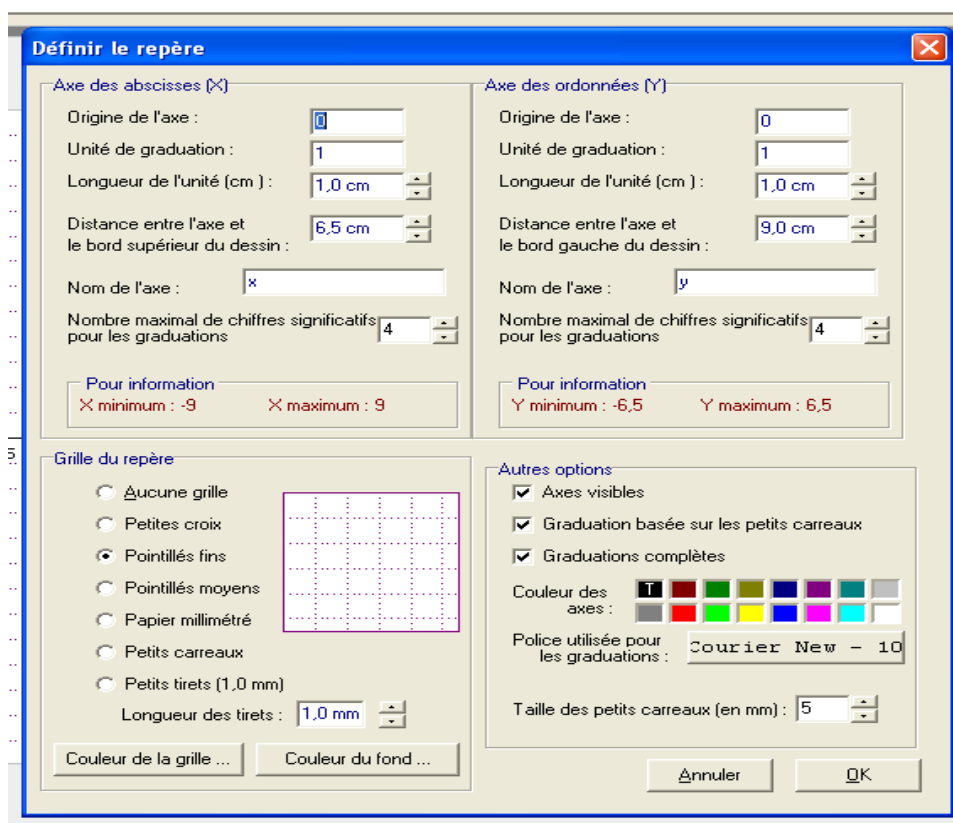 Définir le repère
Axe des abscisses (X)
Origine de l'axe :
0
Unité de graduation :
1
Longueur de l'unité (cm ) :
1,0 cm
Distance entre l'axe et
le bord supérieur du dessin :
6,5 cm
Nom de l'axe :
x
Nombre maximal de chiffres significatifs
pour les graduations
4
Pour information
X minimum : -9 X maximum : 9
Axe des ordonnées (Y)
Origine de l'axe :
0
Unité de graduation :
1
Longueur de l'unité (cm ) :
1,0 cm
Distance entre l'axe et
le bord gauche du dessin :
9,0 cm
Nom de l'axe :
y
Nombre maximal de chiffres significatifs
pour les graduations
4
Pour information
Y minimum : -6,5 Y maximum : 6,5
5
Grille du repère
Aucune grille
Petites croix
Pointillés fins
Pointillés moyens
Papier millimétré
Petits carreaux
Petits tirets (1,0 mm)
Longueur des tirets : 1,0 mm
Couleur de la grille ... Couleur du fond ...
Autres options
Axes visibles
Graduation basée sur les petits carreaux
Graduations complètes
Couleur des
axes :
T
Police utilisée pour
les graduations :
Courier New - 10
Taille des petits carreaux (en mm) : 5
Annuler OK